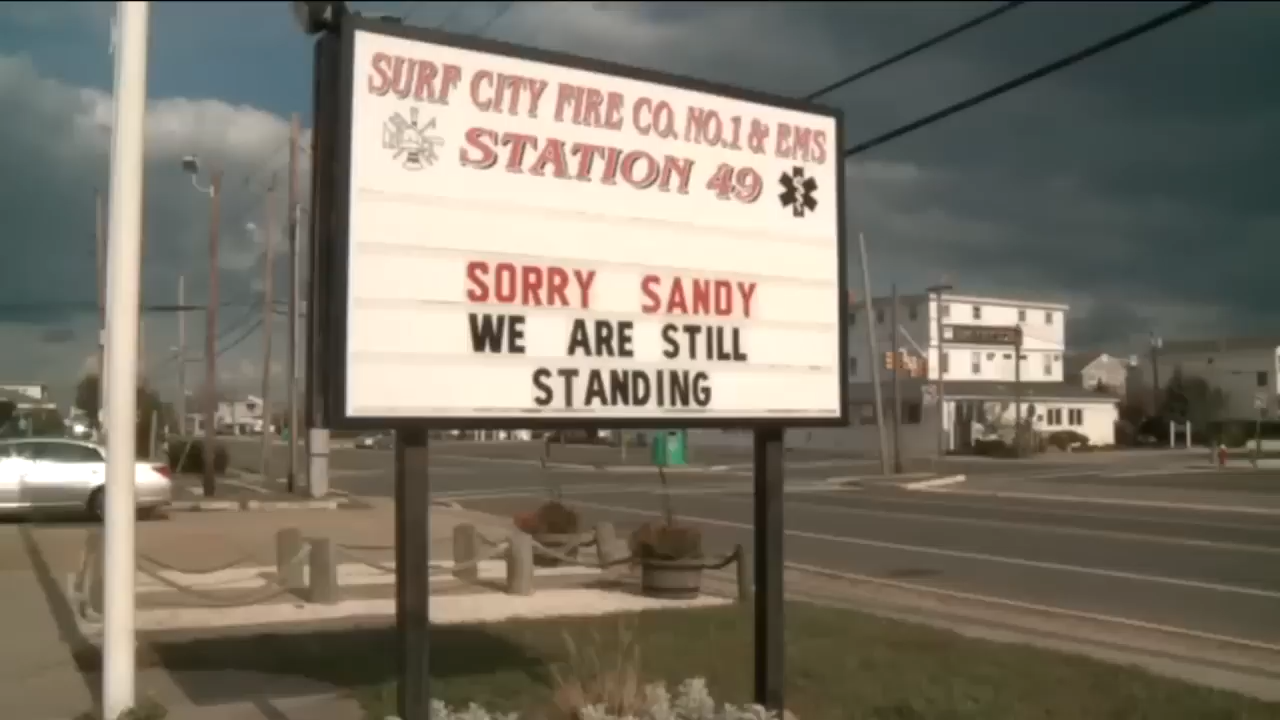 SURF CITY FIRE CO. NO.1 & EMS
STATION 49
SORRY SANDY
WE ARE STILL
STANDING